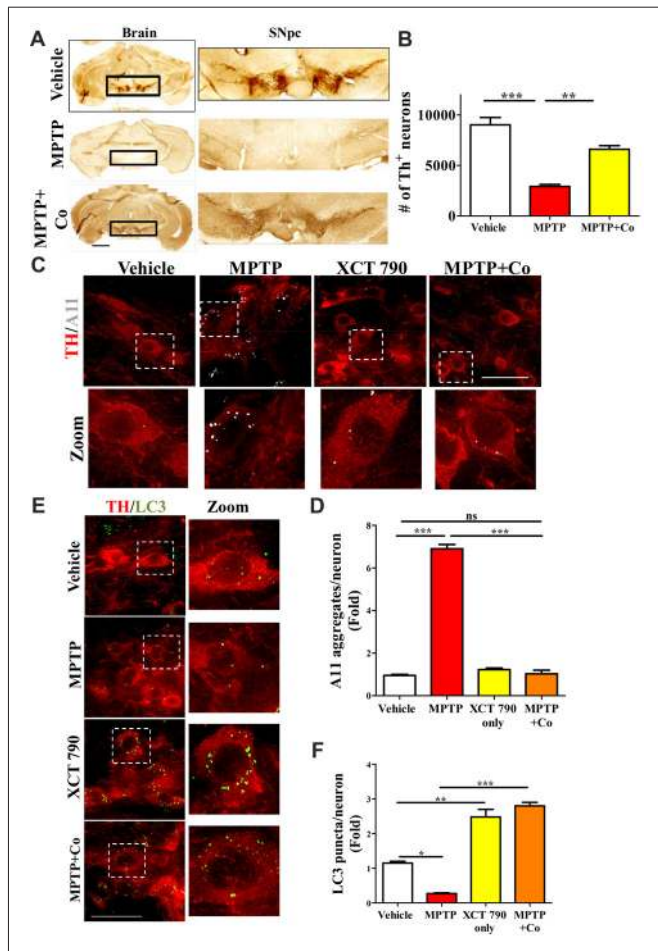 A
Brain
SNpc
Vehicle
MPTP
MPTP+
Co
B
# of Th+ neurons
10000
5000
0
***
**
Vehicle
MPTP
MPTP+Co
C
Vehicle
MPTP
XCT 790
MPTP+Co
TH/A11
Zoom
E
TH/LC3
Zoom
Vehicle
MPTP
XCT 790
MPTP+Co
D
A11 aggregates/neuron
(Fold)
8
6
4
2
0
ns
***
***
Vehicle
MPTP
XCT 790
only
MPTP
+Co
F
LC3 puncta/neuron
(Fold)
4
3
2
1
0
***
**
*
Vehicle
MPTP
XCT 790
only
MPTP
+Co